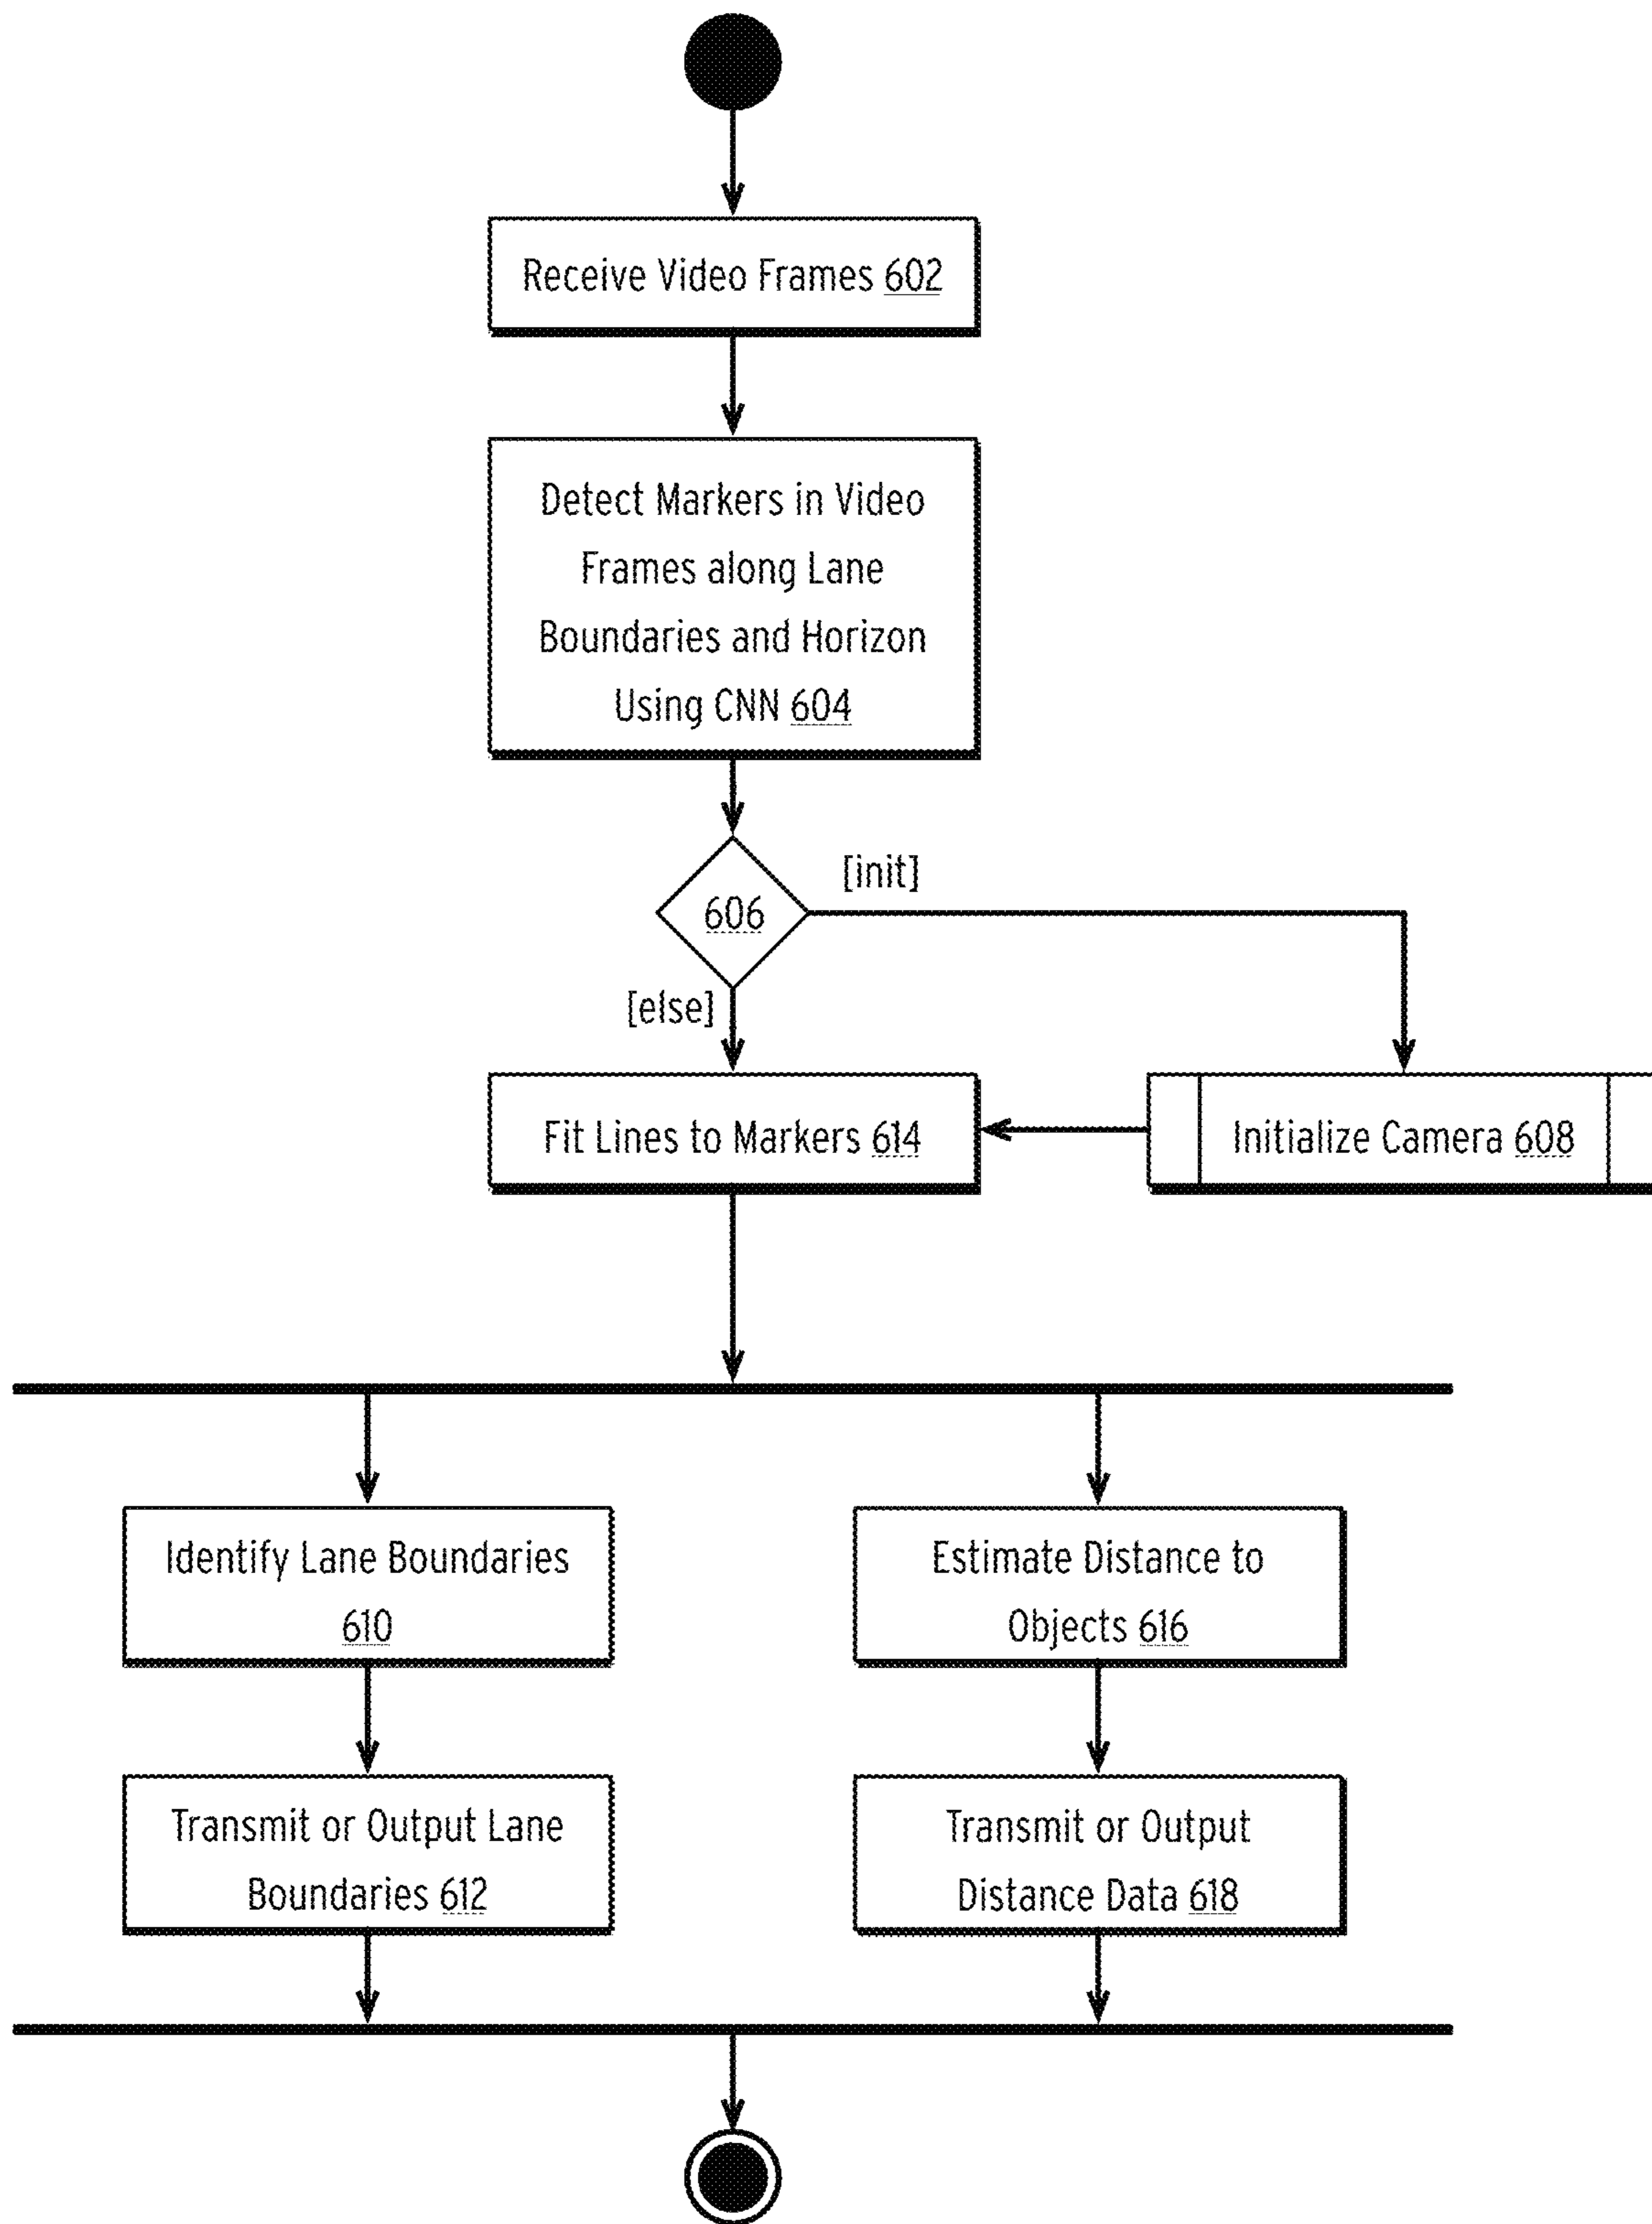 Receive Video Frames 602
Detect Markers in Video
Frames along Lane
Boundaries and Horizon
Using CNN 604
[init]
606
[else]
Fit Lines to Markers 614
Initialize Camera 608
Identify Lane Boundaries
610
Estimate Distance to
Objects 616
Transmit or Output Lane
Boundaries 612
Transmit or Output
Distance Data 618